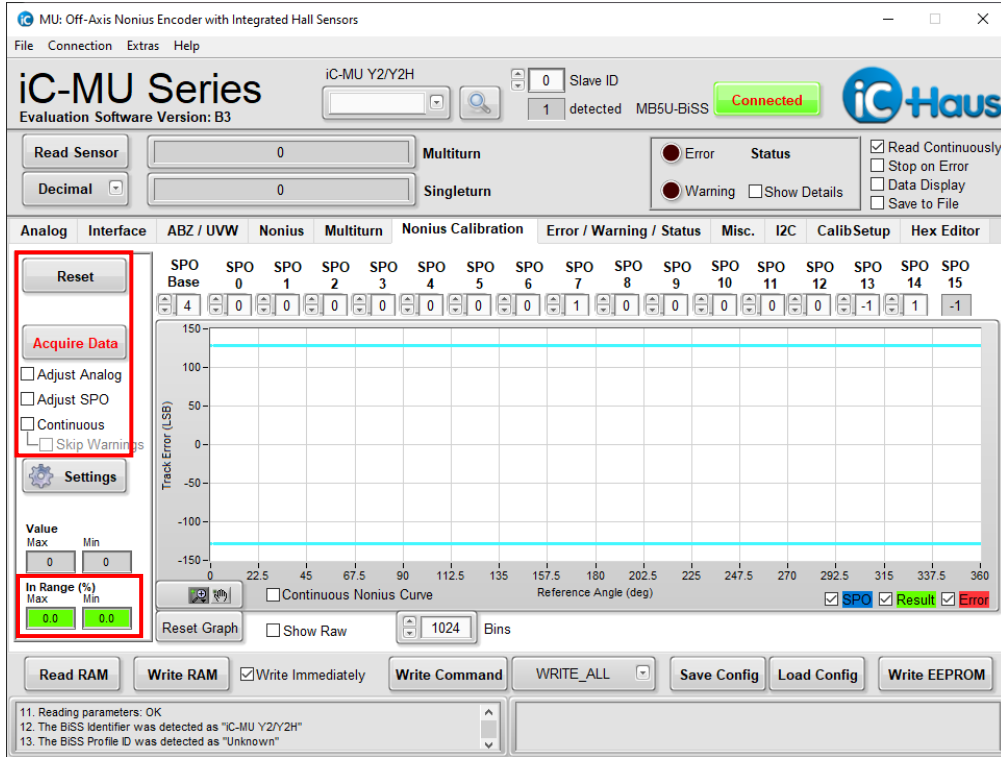 MU: Off-Axis Nonius Encoder with Integrated Hall Sensors
File Connection Extras Help
iC-MU Series
Evaluation Software Version: B3
iC-MU Y2/Y2H
0 Slave ID
1 detected MB5U-BiSS
Connected
iC Haus
Read Sensor 0 Multiturn
Decimal 0 Singleturn
Error Status
Warning Show Details
Read Continuously
Stop on Error
Data Display
Save to File
Analog Interface ABZ / UVW Nonius Multiturn Nonius Calibration Error / Warning / Status Misc. I2C CalibSetup Hex Editor
Reset
Acquire Data
Adjust Analog
Adjust SPO
Continuous
Skip Warnings
Settings
Value
Max Min
0 0
In Range (%)
Max Min
0.0 0.0
SPO SPO SPO SPO SPO SPO SPO SPO SPO SPO SPO SPO SPO SPO SPO SPO SPO
Base 0 1 2 3 4 5 6 7 8 9 10 11 12 13 14 15
4 0 0 0 0 0 0 0 1 0 0 0 0 0 -1 1 -1
Track Error (LSB)
150
100
50
0
-50
-100
-150
0 22.5 45 67.5 90 112.5 135 157.5 180 202.5 225 247.5 270 292.5 315 337.5 360
Reference Angle (deg)
Continuous Nonius Curve
SPO Result Error
Reset Graph Show Raw 1024 Bins
Read RAM Write RAM Write Immediately Write Command WRITE_ALL Save Config Load Config Write EEPROM
11. Reading parameters: OK
12. The BiSS Identifier was detected as "iC-MU Y2/Y2H"
13. The BiSS Profile ID was detected as "Unknown"